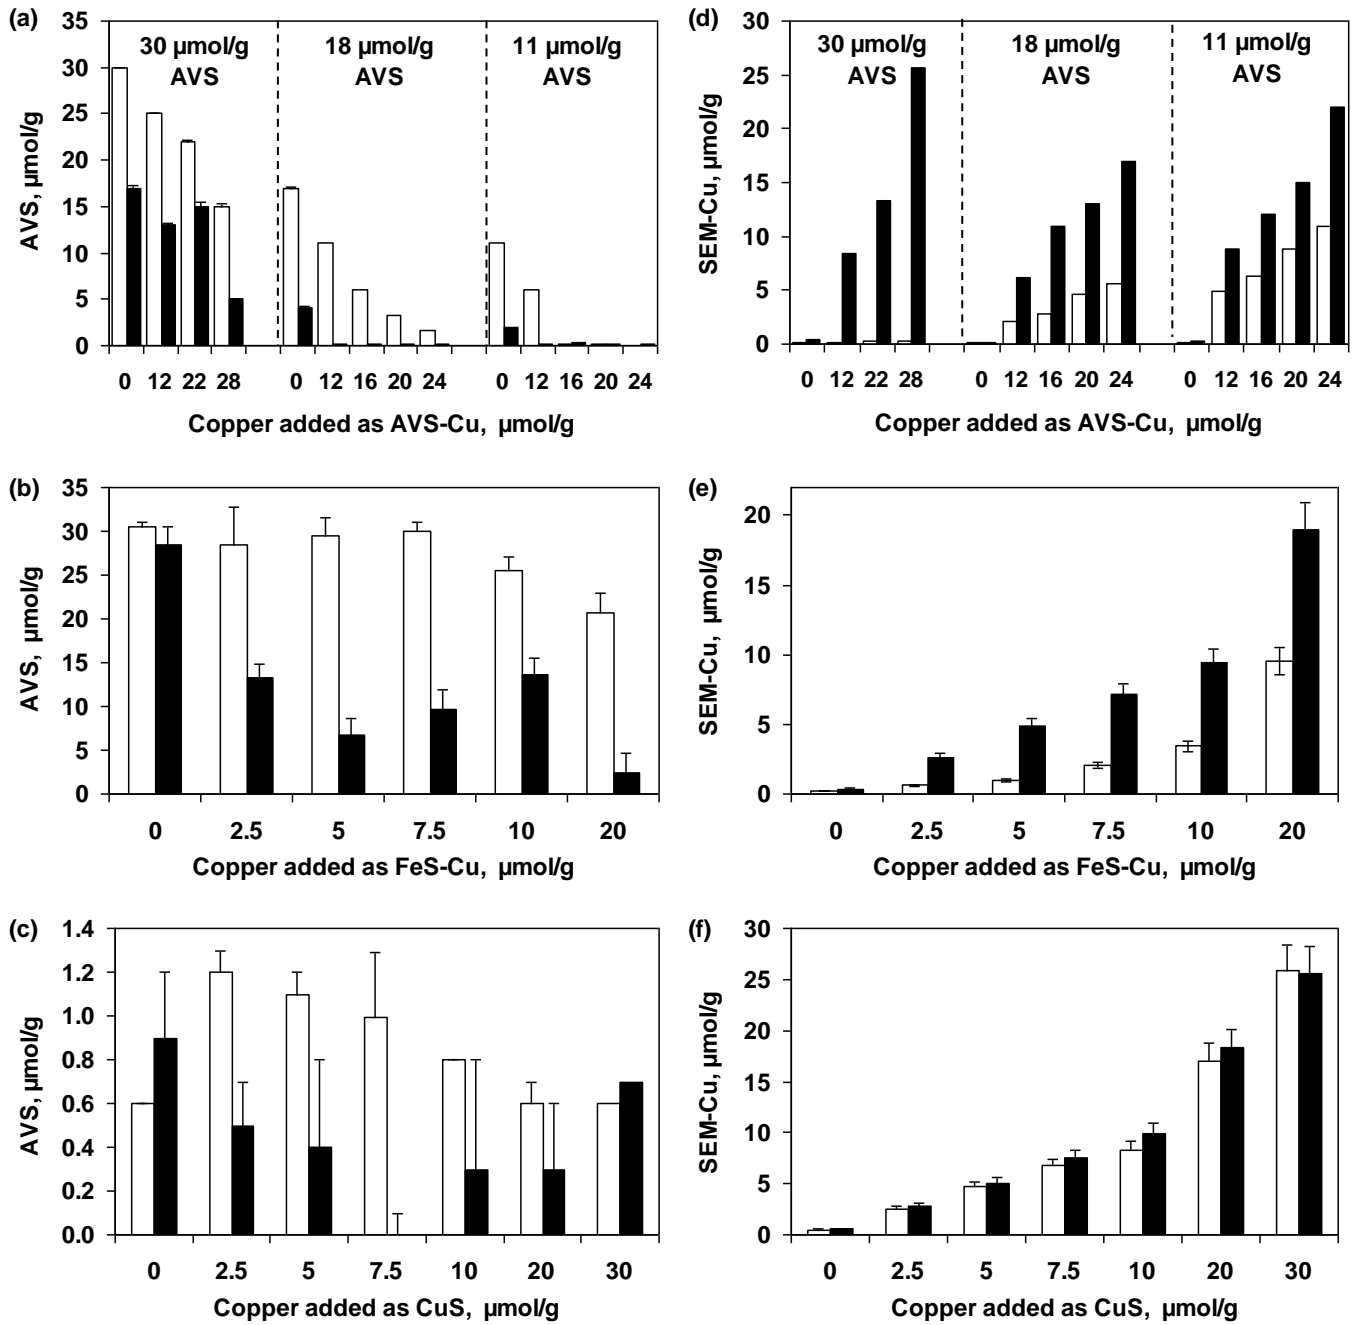 (a)
30 µmol/g
AVS
18 µmol/g
AVS
11 µmol/g
AVS
35
30
25
20
15
10
5
0
AVS, µmol/g
0 12 22 28 0 12 16 20 24 0 12 16 20 24
Copper added as AVS-Cu, µmol/g
(d)
30 µmol/g
AVS
18 µmol/g
AVS
11 µmol/g
AVS
30
25
20
15
10
5
0
SEM-Cu, µmol/g
0 12 22 28 0 12 16 20 24 0 12 16 20 24
Copper added as AVS-Cu, µmol/g
(b)
35
30
25
20
15
10
5
0
AVS, µmol/g
0 2.5 5 7.5 10 20
Copper added as FeS-Cu, µmol/g
(e)
20
15
10
5
0
SEM-Cu, µmol/g
0 2.5 5 7.5 10 20
Copper added as FeS-Cu, µmol/g
(c)
1.4
1.2
1.0
0.8
0.6
0.4
0.2
0.0
AVS, µmol/g
0 2.5 5 7.5 10 20 30
Copper added as CuS, µmol/g
(f)
30
25
20
15
10
5
0
SEM-Cu, µmol/g
0 2.5 5 7.5 10 20 30
Copper added as CuS, µmol/g